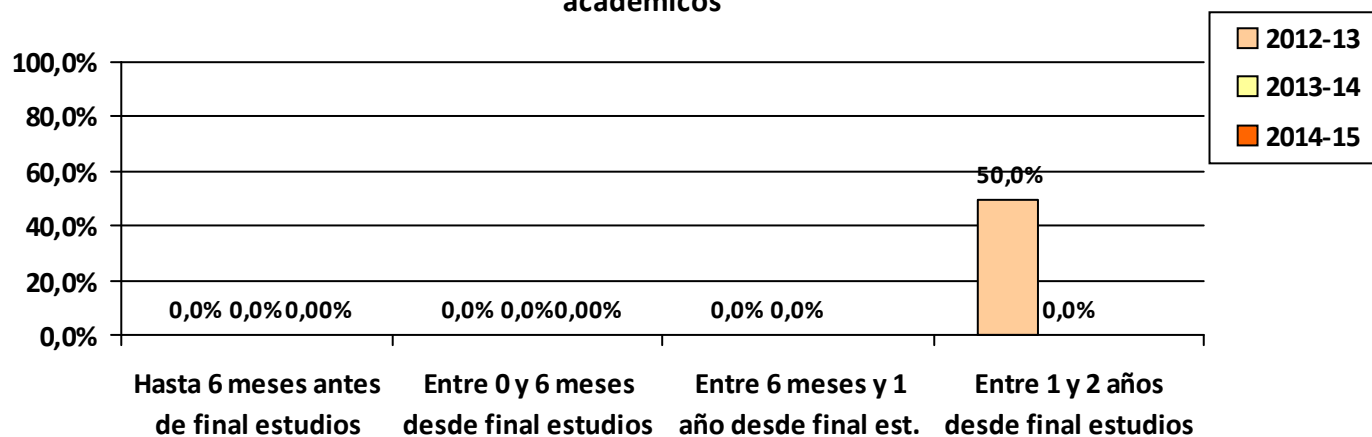 académicos
2012-13
2013-14
2014-15
100,0%
80,0%
60,0%
40,0%
20,0%
0,0%
0,0% 0,0% 0,00%
0,0% 0,0% 0,00%
0,0% 0,0%
50,0%
0,0%
Hasta 6 meses antes
de final estudios
Entre 0 y 6 meses
desde final estudios
Entre 6 meses y 1
año desde final est.
Entre 1 y 2 años
desde final estudios